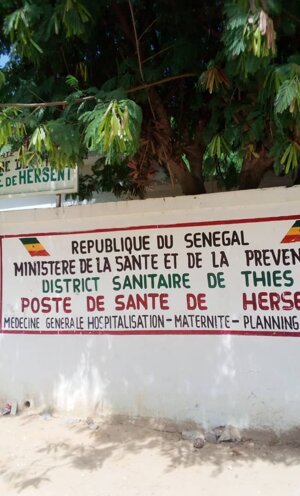 DE HERSENT
REPUBLIQUE DU SENEGAL
MINISTERE DE LA SANTE ET DE LA PREVEN
DISTRICT SANITAIRE DE THIES
POSTE DE SANTE DE HERSE
MEDECINE GENERALE HOSPITALISATION - MATERNITE - PLANNING